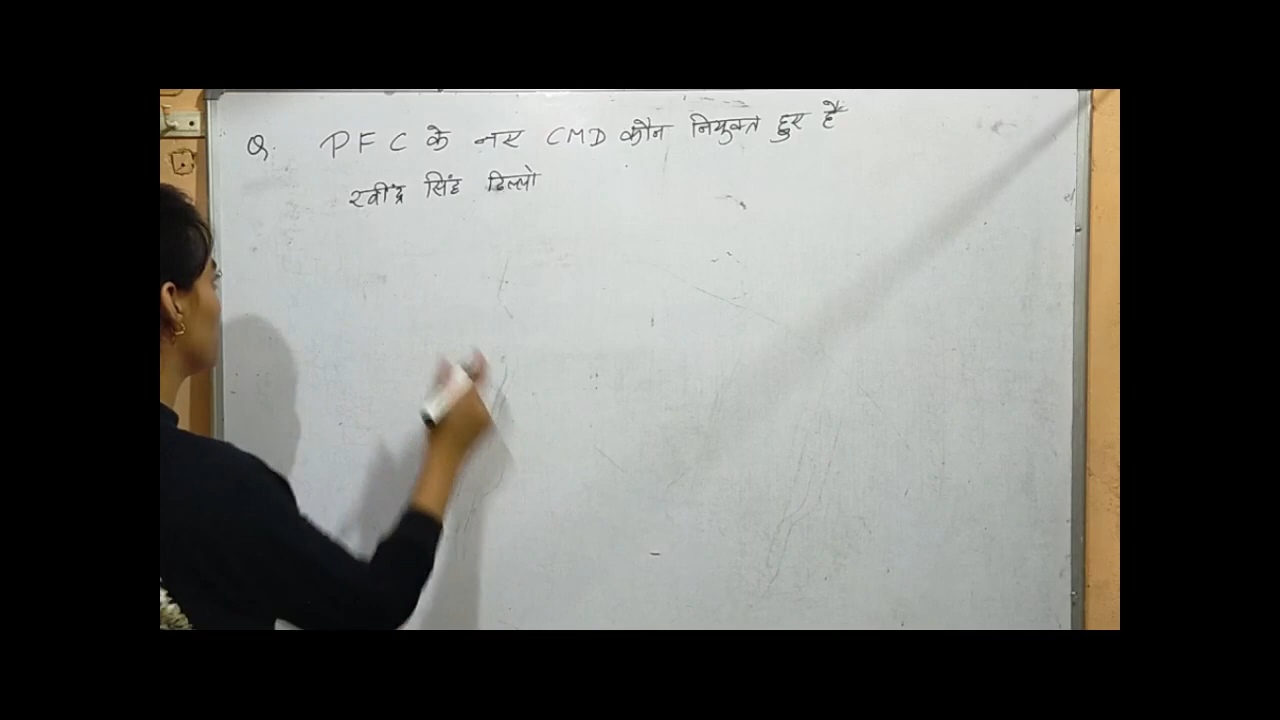 Q. PFC के नए CMD कौन नियुक्त हुए हैं
रवींद्र सिंह ढिल्लो